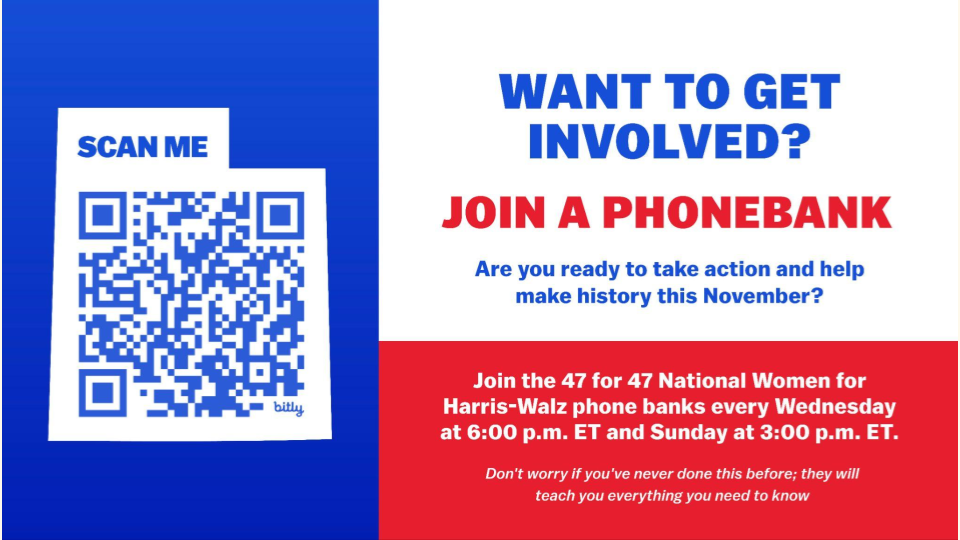 SCAN ME
bitly
WANT TO GET
INVOLVED?
JOIN A PHONEBANK
Are you ready to take action and help
make history this November?
Join the 47 for 47 National Women for
Harris-Walz phone banks every Wednesday
at 6:00 p.m. ET and Sunday at 3:00 p.m. ET.
Don't worry if you've never done this before; they will
teach you everything you need to know